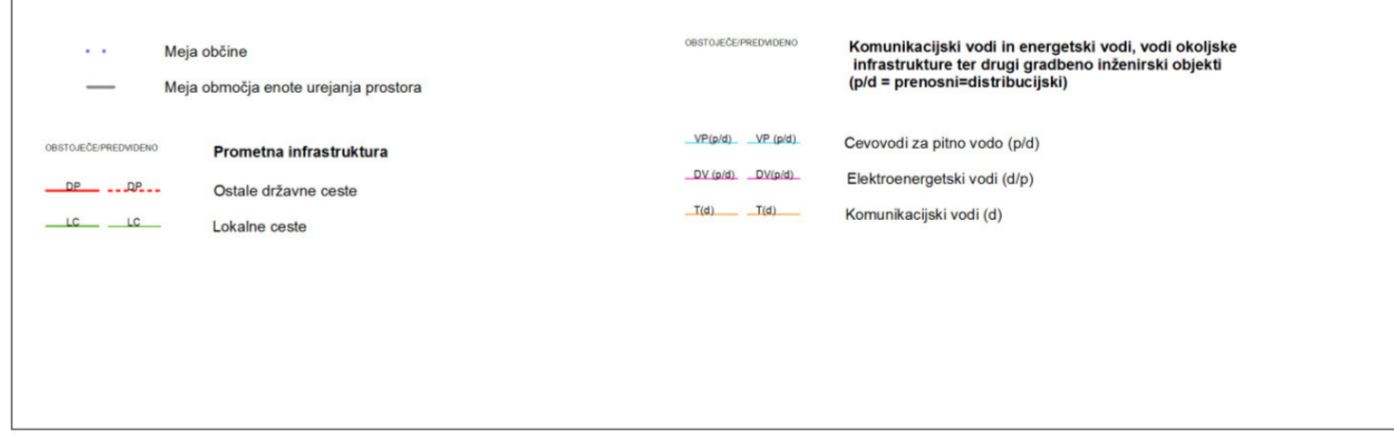 Meja občine
Meja območja enote urejanja prostora
OBSTOJEČE/PREDVIDENO
Prometna infrastruktura
DP DP
Ostale državne ceste
LC LC
Lokalne ceste
OBSTOJEČE/PREDVIDENO
Komunikacijski vodi in energetski vodi, vodi okoljske
infrastrukture ter drugi gradbeno inženirski objekti
(p/d = prenosni=distribucijski)
VP(p/d) VP (p/d)
Cevovodi za pitno vodo (p/d)
DV (p/d) DV(p/d)
Elektroenergetski vodi (d/p)
T(d) T(d)
Komunikacijski vodi (d)